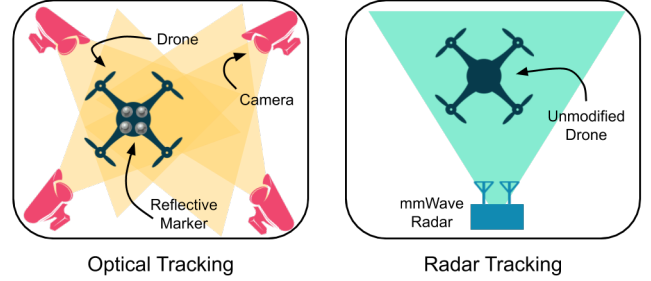 Drone
Camera
Reflective
Marker
Optical Tracking
Unmodified
Drone
mmWave
Radar
Radar Tracking